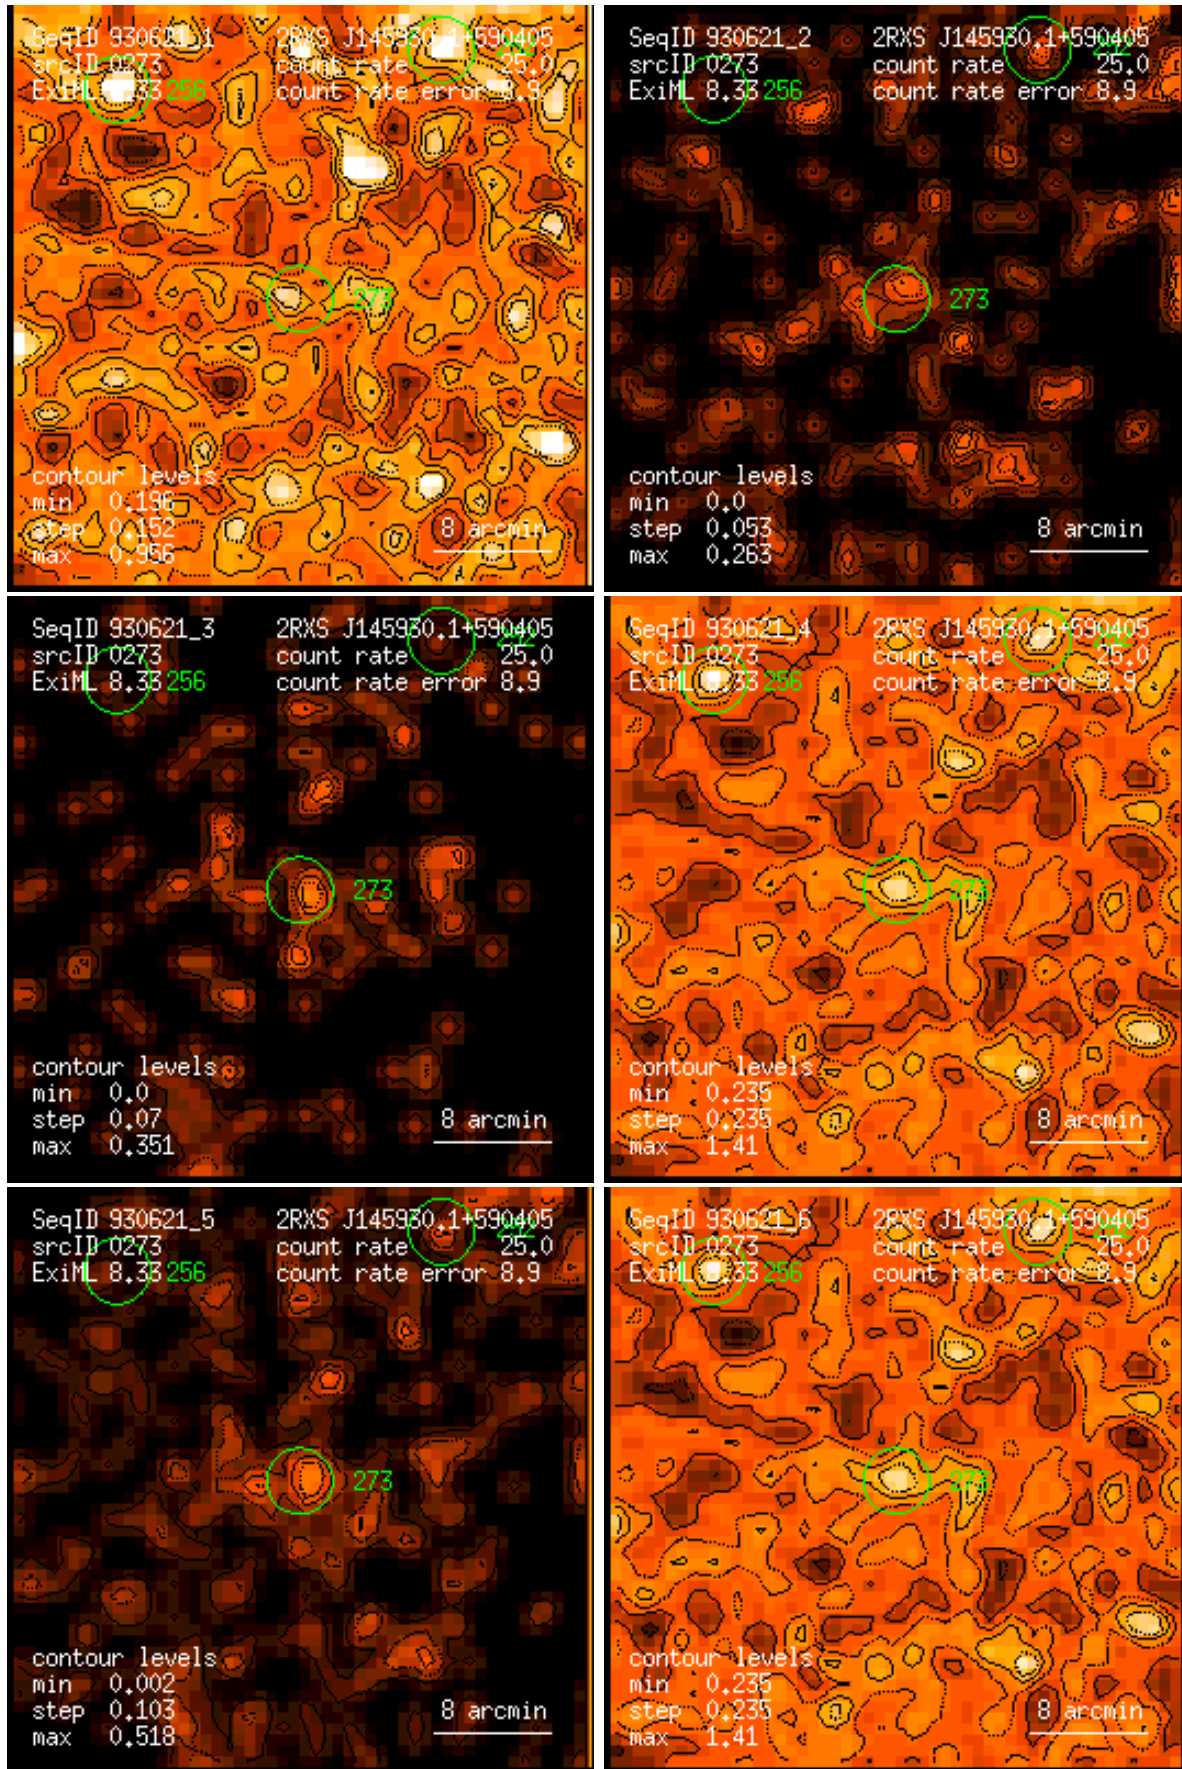 SeqID 930621_1 2RXS J145930.1+590405
srcID 0273 count rate 25.0
ExiML 8.33 256 count rate error 8.9
273
contour levels
min 0.196
step 0.152 8 arcmin
max 0.956
SeqID 930621_2 2RXS J145930.1+590405
srcID 0273 count rate 25.0
ExiML 8.33 256 count rate error 8.9
273
contour levels
min 0.0
step 0.053 8 arcmin
max 0.263
SeqID 930621_3 2RXS J145930.1+590405
srcID 0273 count rate 25.0
ExiML 8.33 256 count rate error 8.9
273
contour levels
min 0.0
step 0.07 8 arcmin
max 0.351
SeqID 930621_4 2RXS J145930.1+590405
srcID 0273 count rate 25.0
ExiML 8.33 256 count rate error 8.9
273
contour levels
min 0.235
step 0.235 8 arcmin
max 1.41
SeqID 930621_5 2RXS J145930.1+590405
srcID 0273 count rate 25.0
ExiML 8.33 256 count rate error 8.9
273
contour levels
min 0.002
step 0.103 8 arcmin
max 0.518
SeqID 930621_6 2RXS J145930.1+590405
srcID 0273 count rate 25.0
ExiML 8.33 256 count rate error 8.9
273
contour levels
min 0.235
step 0.235 8 arcmin
max 1.41